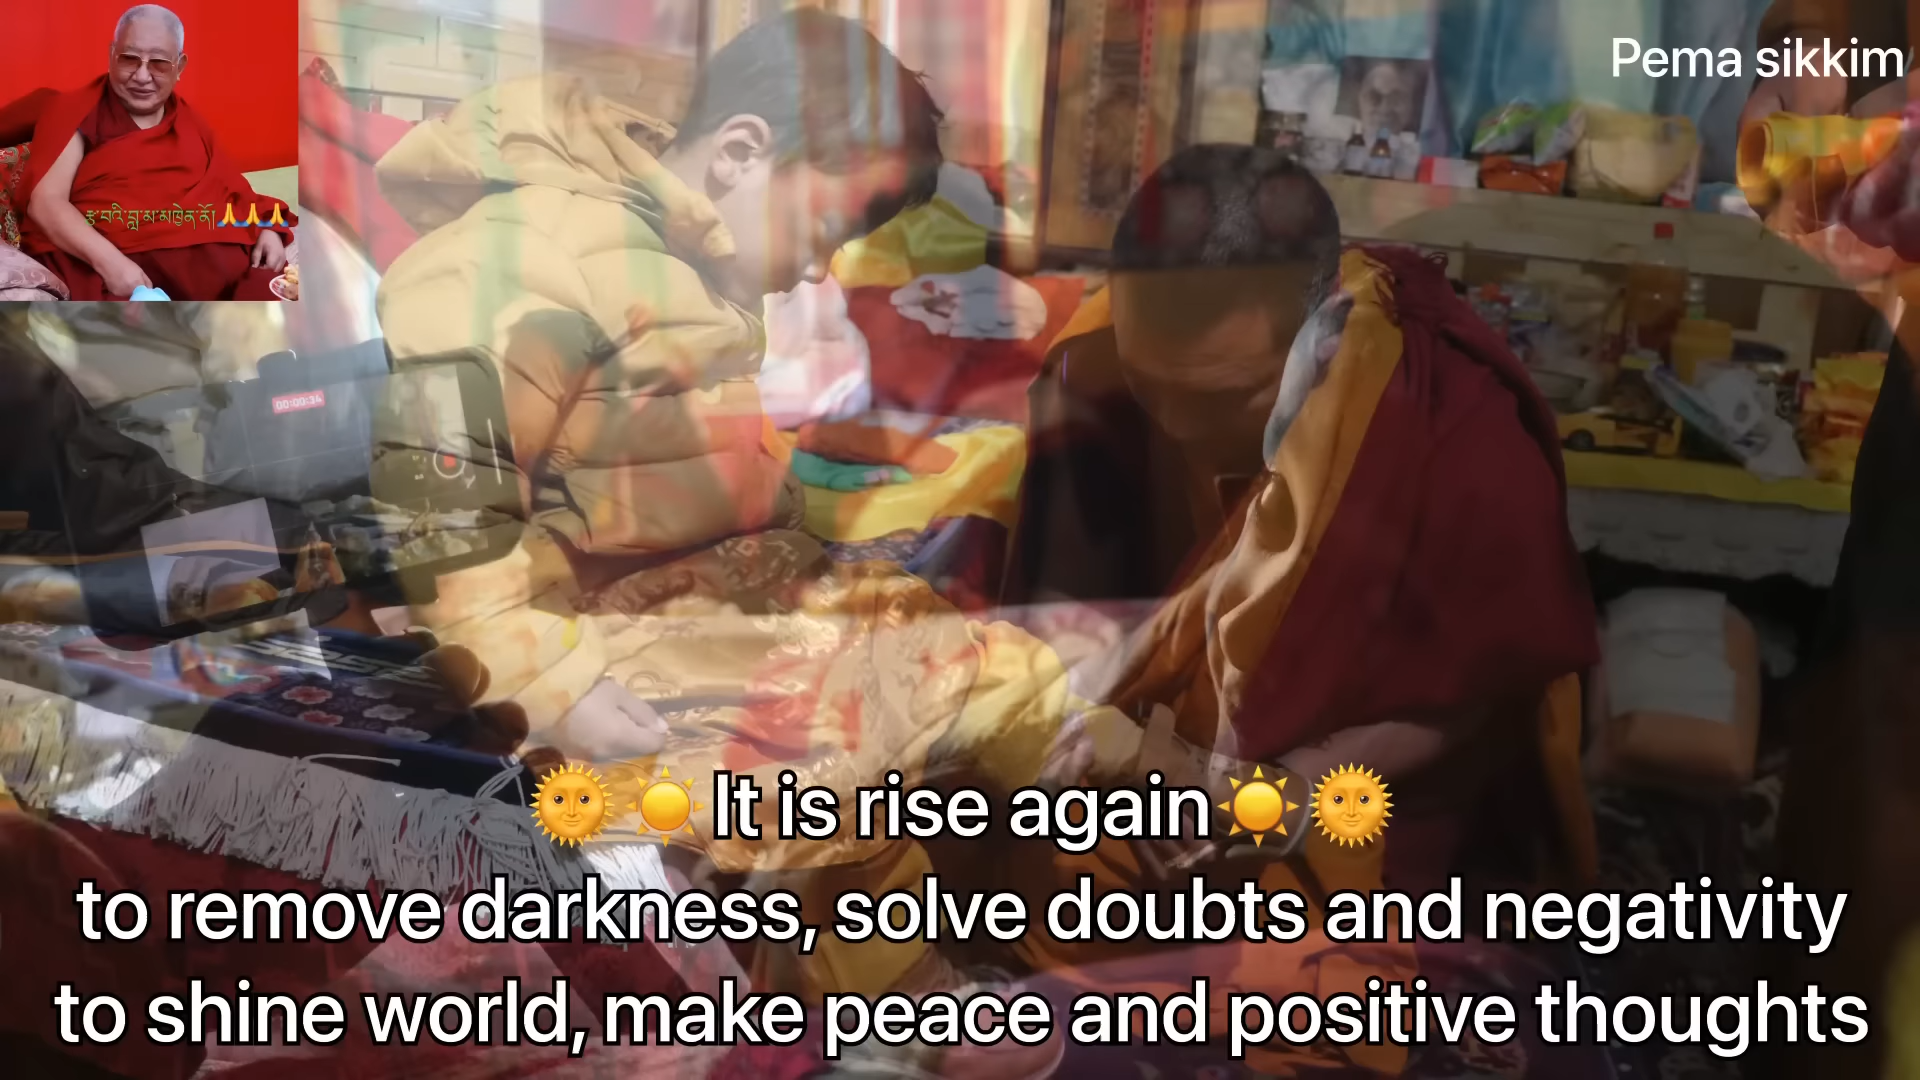 Pema sikkim
རྩ་བའི་བླ་མ་མཁྱེན་ནོ།🙏🙏🙏
00:00:34
🌞☀️It is rise again☀️🌞
to remove darkness, solve doubts and negativity
to shine world, make peace and positive thoughts